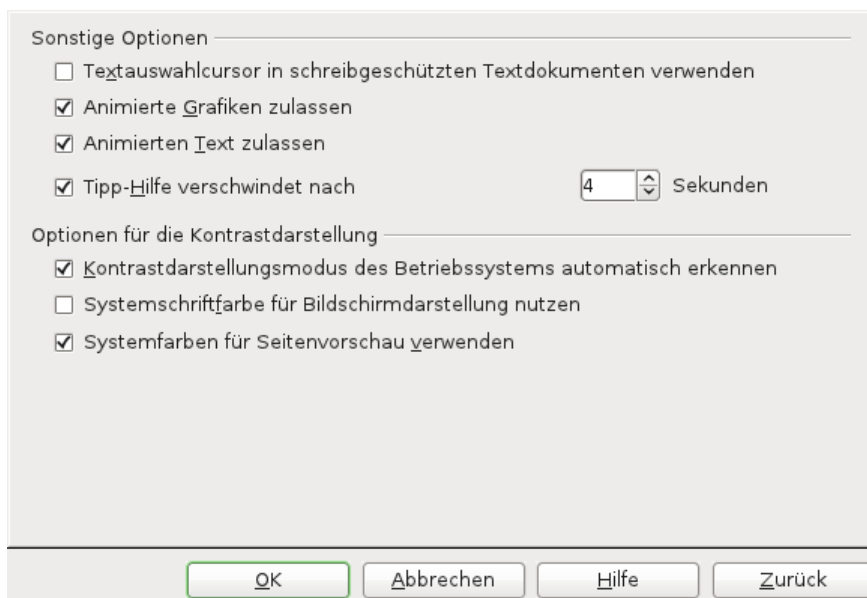 Sonstige Optionen
Textauswahlcursor in schreibgeschützten Textdokumenten verwenden
Animierte Grafiken zulassen
Animierten Text zulassen
Tipp-Hilfe verschwindet nach 4 Sekunden
Optionen für die Kontrastdarstellung
Kontrastdarstellungsmodus des Betriebssystems automatisch erkennen
Systemschriftfarbe für Bildschirmdarstellung nutzen
Systemfarben für Seitenvorschau verwenden
OK Abbrechen Hilfe Zurück